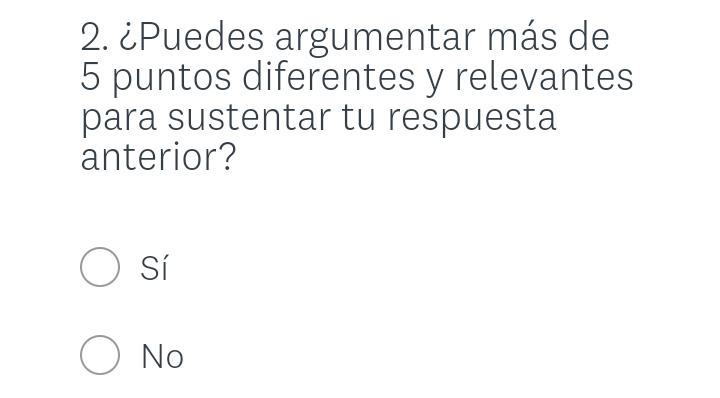 2. ¿Puedes argumentar más de
5 puntos diferentes y relevantes
para sustentar tu respuesta
anterior?
Sí
No